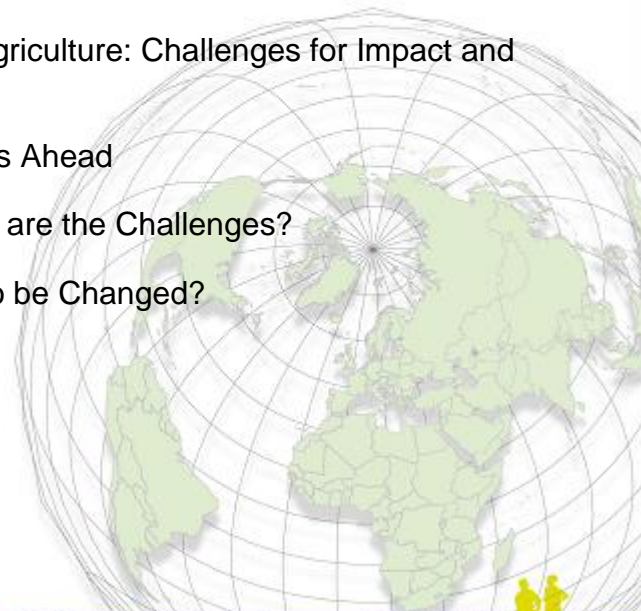 griculture: Challenges for Impact and
s Ahead
are the Challenges?
o be Changed?